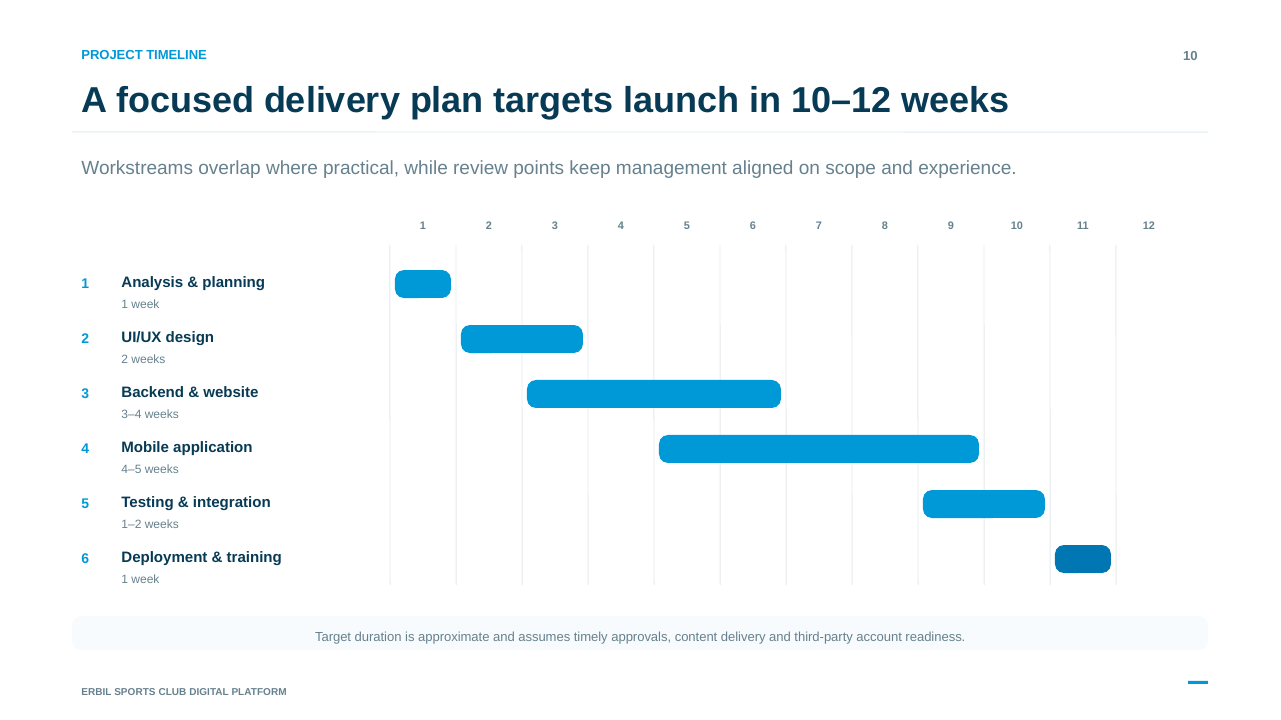 PROJECT TIMELINE
10
A focused delivery plan targets launch in 10–12 weeks
Workstreams overlap where practical, while review points keep management aligned on scope and experience.
1 2 3 4 5 6 7 8 9 10 11 12
1 Analysis & planning
1 week
2 UI/UX design
2 weeks
3 Backend & website
3–4 weeks
4 Mobile application
4–5 weeks
5 Testing & integration
1–2 weeks
6 Deployment & training
1 week
Target duration is approximate and assumes timely approvals, content delivery and third-party account readiness.
ERBIL SPORTS CLUB DIGITAL PLATFORM